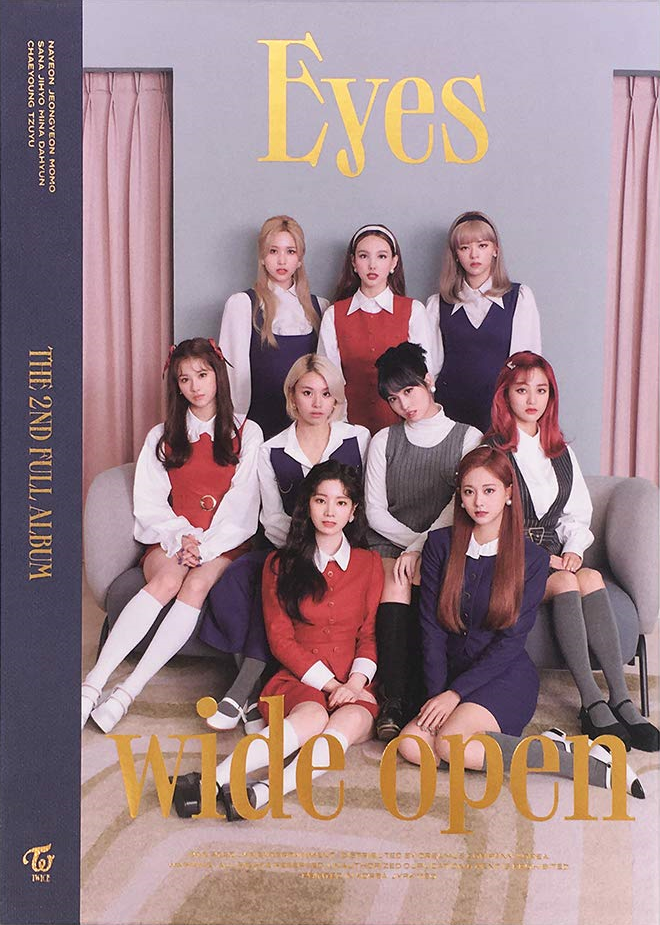 Eyes
NAYEON JEONGYEON MOMO
SANA JIHYO MINA DAHYUN
CHAEYOUNG TZUYU
THE 2ND FULL ALBUM
wide open
TWICE